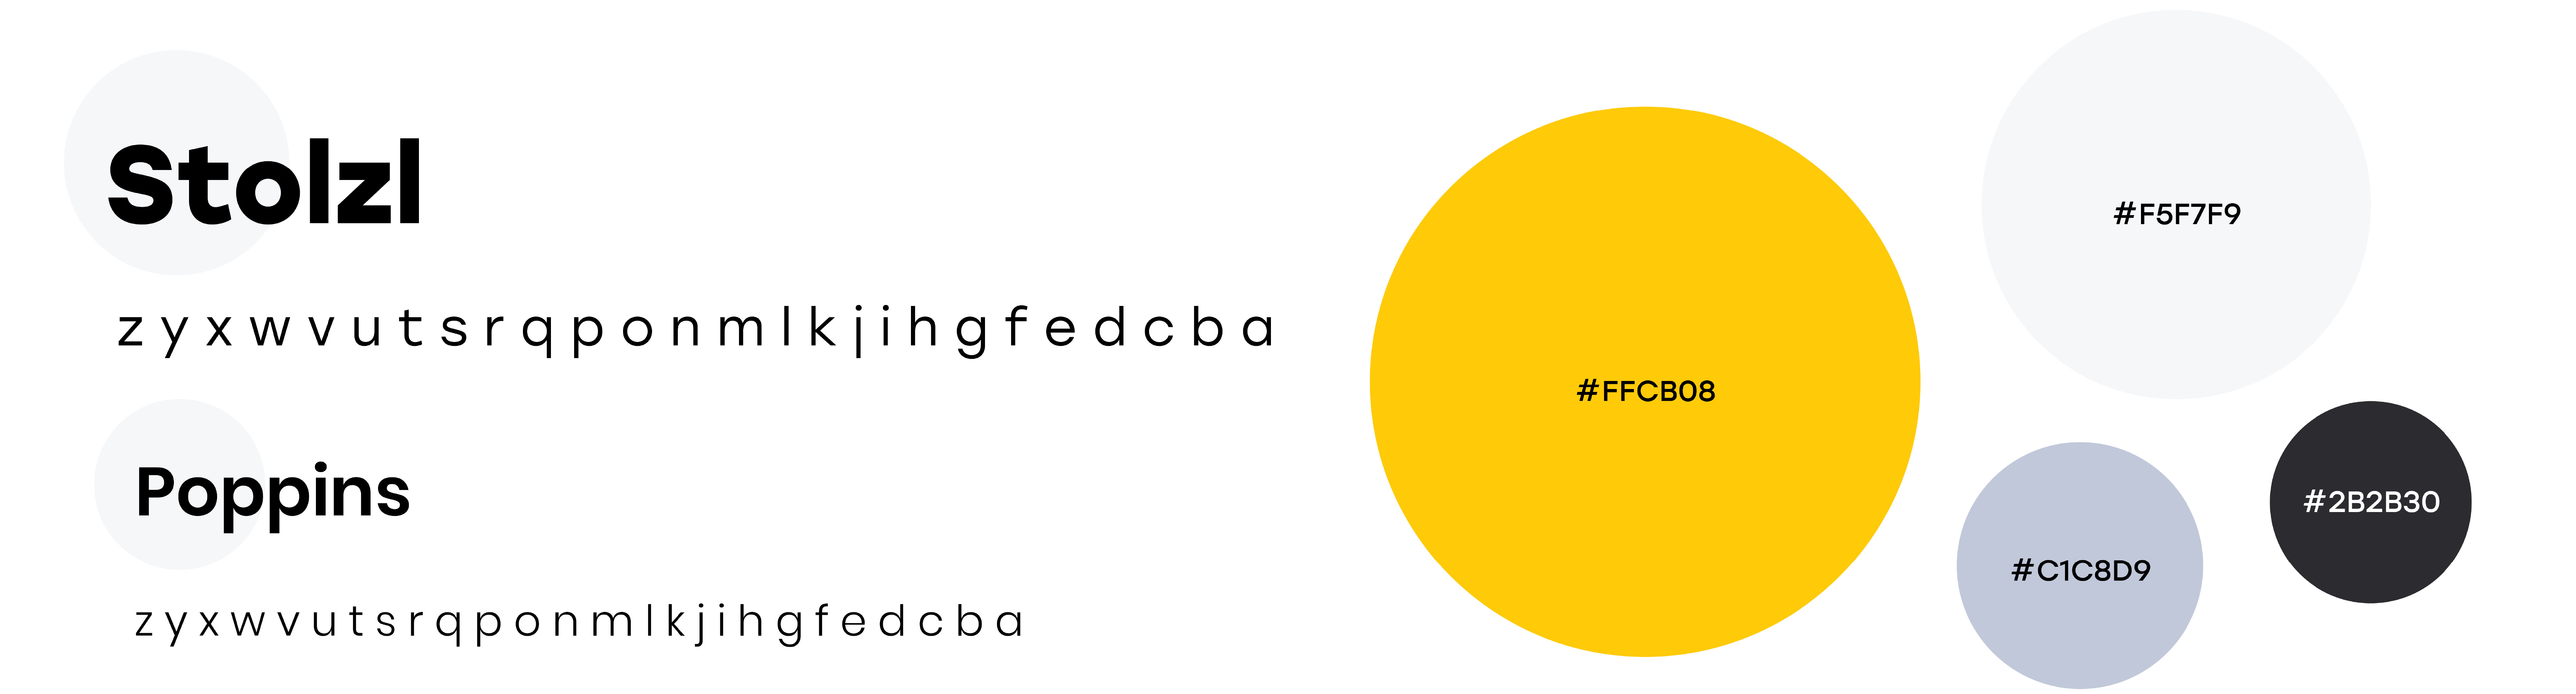 Stolzl
z y x w v u t s r q p o n m l k j i h g f e d c b a
Poppins
z y x w v u t s r q p o n m l k j i h g f e d c b a
#FFCB08
#F5F7F9
#C1C8D9
#2B2B30